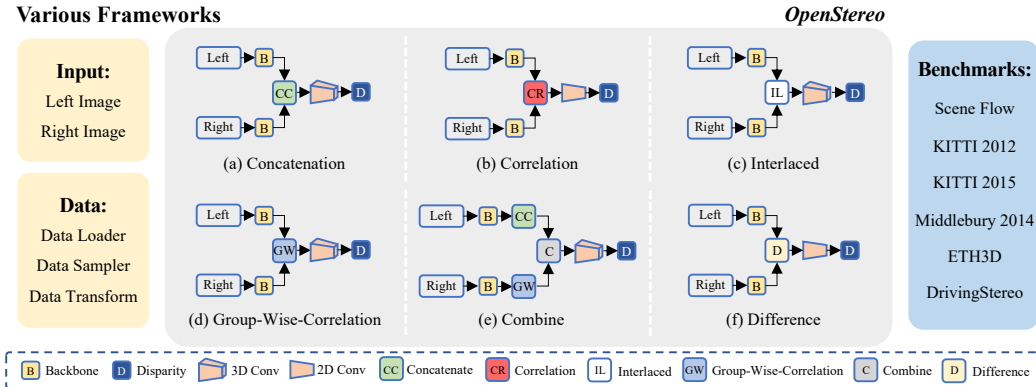 Various Frameworks
OpenStereo
Input:
Left Image
Right Image
Data:
Data Loader
Data Sampler
Data Transform
Left
B
CC
D
Right
B
(a) Concatenation
Left
B
CR
D
Right
B
(b) Correlation
Left
B
IL
D
Right
B
(c) Interlaced
Left
B
GW
D
Right
B
(d) Group-Wise-Correlation
Left
B
CC
C
D
Right
B
GW
(e) Combine
Left
B
D
D
Right
B
(f) Difference
Benchmarks:
Scene Flow
KITTI 2012
KITTI 2015
Middlebury 2014
ETH3D
DrivingStereo
B Backbone D Disparity 3D Conv 2D Conv CC Concatenate CR Correlation IL Interlaced GW Group-Wise-Correlation C Combine D Difference